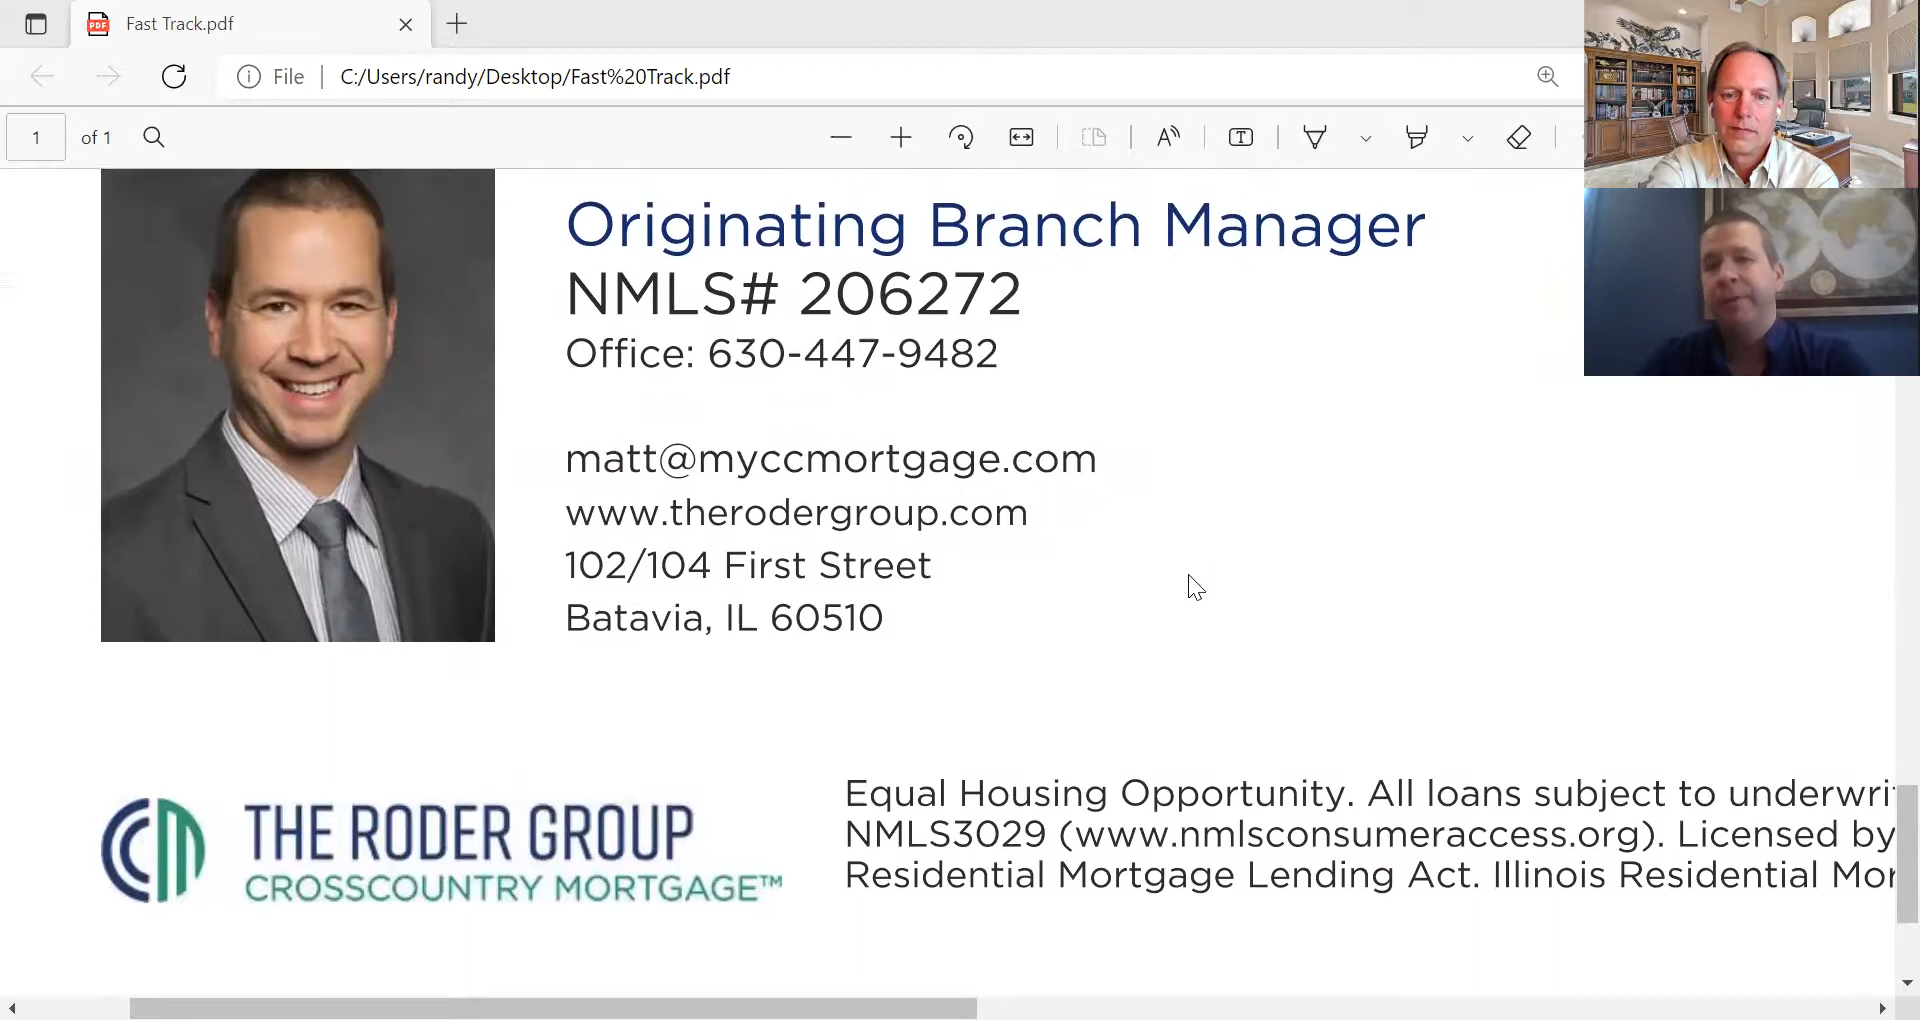 Fast Track.pdf
File
C:/Users/randy/Desktop/Fast%20Track.pdf
1 of 1
Originating Branch Manager
NMLS# 206272
Office: 630-447-9482
matt@myccmortgage.com
www.therodergroup.com
102/104 First Street
Batavia, IL 60510
THE RODER GROUP
CROSSCOUNTRY MORTGAGE™
Equal Housing Opportunity. All loans subject to underwri
NMLS3029 (www.nmlsconsumeraccess.org). Licensed by
Residential Mortgage Lending Act. Illinois Residential Mor